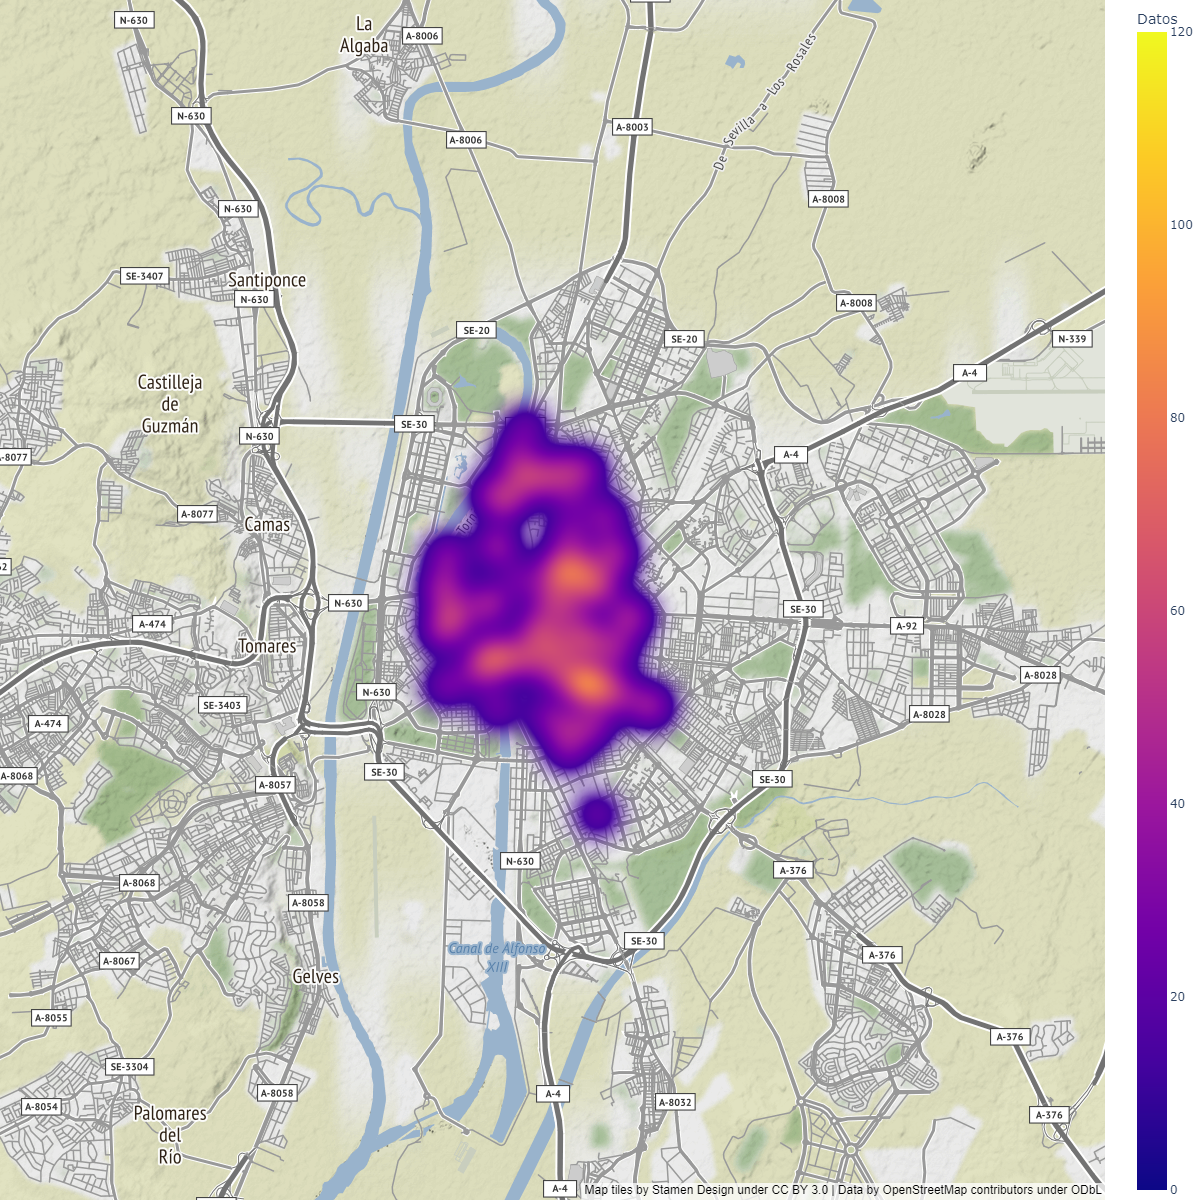 Datos
120
N-630
La
Algaba
A-8006
N-630
A-8003
A-8006
De Sevilla a Los Rosales
A-8008
N-630
SE-3407
Santiponce
N-630
A-8008
SE-20
SE-20
N-339
100
A-4
Castilleja
de
Guzmán
SE-30
80
N-630
A-8077
A-4
A-8077
Camas
N-630
SE-30
60
A-474
A-92
Tomares
A-8028
N-630
SE-3403
A-474
A-8028
A-8068
SE-30
SE-30
A-8057
40
N-630
A-376
A-8068
A-8058
SE-30
Canal de Alfonso
XIII
A-8067
A-376
Gelves
20
A-8055
A-376
SE-3304
A-8058
A-4
A-8054
A-8032
Palomares
del
Río
A-376
A-4
0
Map tiles by Stamen Design under CC BY 3.0 | Data by OpenStreetMap contributors under ODbL